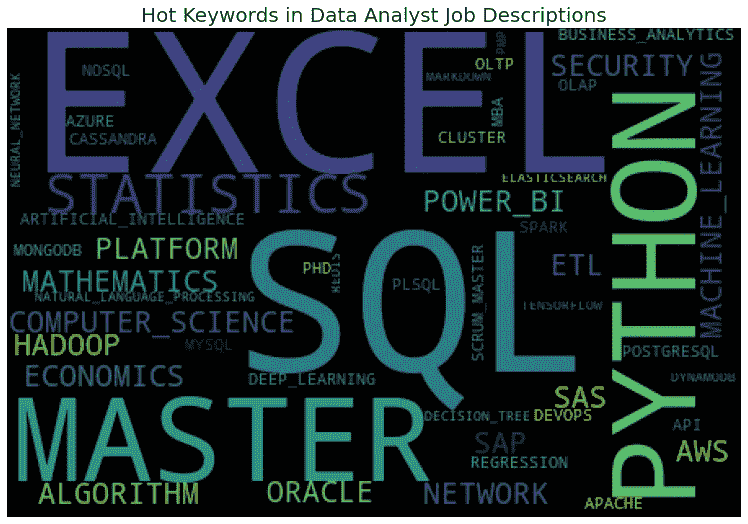 Hot Keywords in Data Analyst Job Descriptions
BUSINESS_ANALYTICS
EXCEL
PMP
NOSQL
OLTP
SECURITY
MARKDOWN
OLAP
NEURAL_NETWORK
AZURE
MBA
CASSANDRA
CLUSTER
PYTHON
MACHINE_LEARNING
STATISTICS
ELASTICSEARCH
POWER_BI
ARTIFICIAL_INTELLIGENCE
SPARK
MONGODB
PLATFORM
SQL
PHD
REDIS
ETL
MATHEMATICS
PLSQL
SCRUM_MASTER
NATURAL_LANGUAGE_PROCESSING
TENSORFLOW
COMPUTER_SCIENCE
HADOOP
MYSQL
POSTGRESQL
ECONOMICS
DEEP_LEARNING
DYNAMODB
MASTER
SAS
DECISION_TREE
DEVOPS
API
SAP
AWS
REGRESSION
ALGORITHM
ORACLE
NETWORK
APACHE